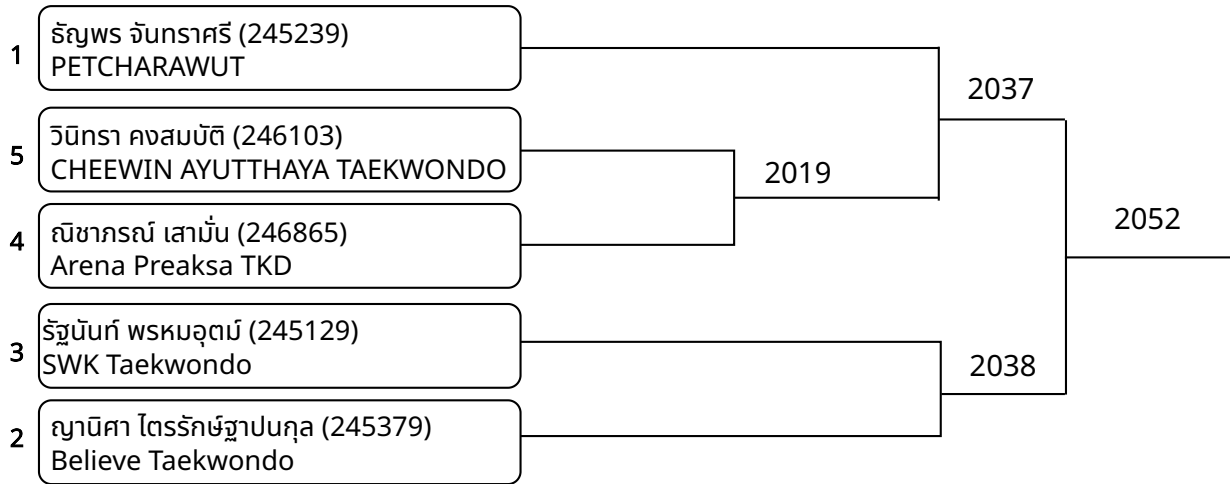 1
ธัญพร จันทราศรี (245239)
PETCHARAWUT
2037
5
วินิทรา คงสมบัติ (246103)
CHEEWIN AYUTTHAYA TAEKWONDO
2019
4
ณิชาภรณ์ เสามั่น (246865)
Arena Preaksa TKD
2052
3
รัฐนันท์ พรหมอุตม์ (245129)
SWK Taekwondo
2038
2
ญานิศา ไตรรักษ์ฐาปนกุล (245379)
Believe Taekwondo